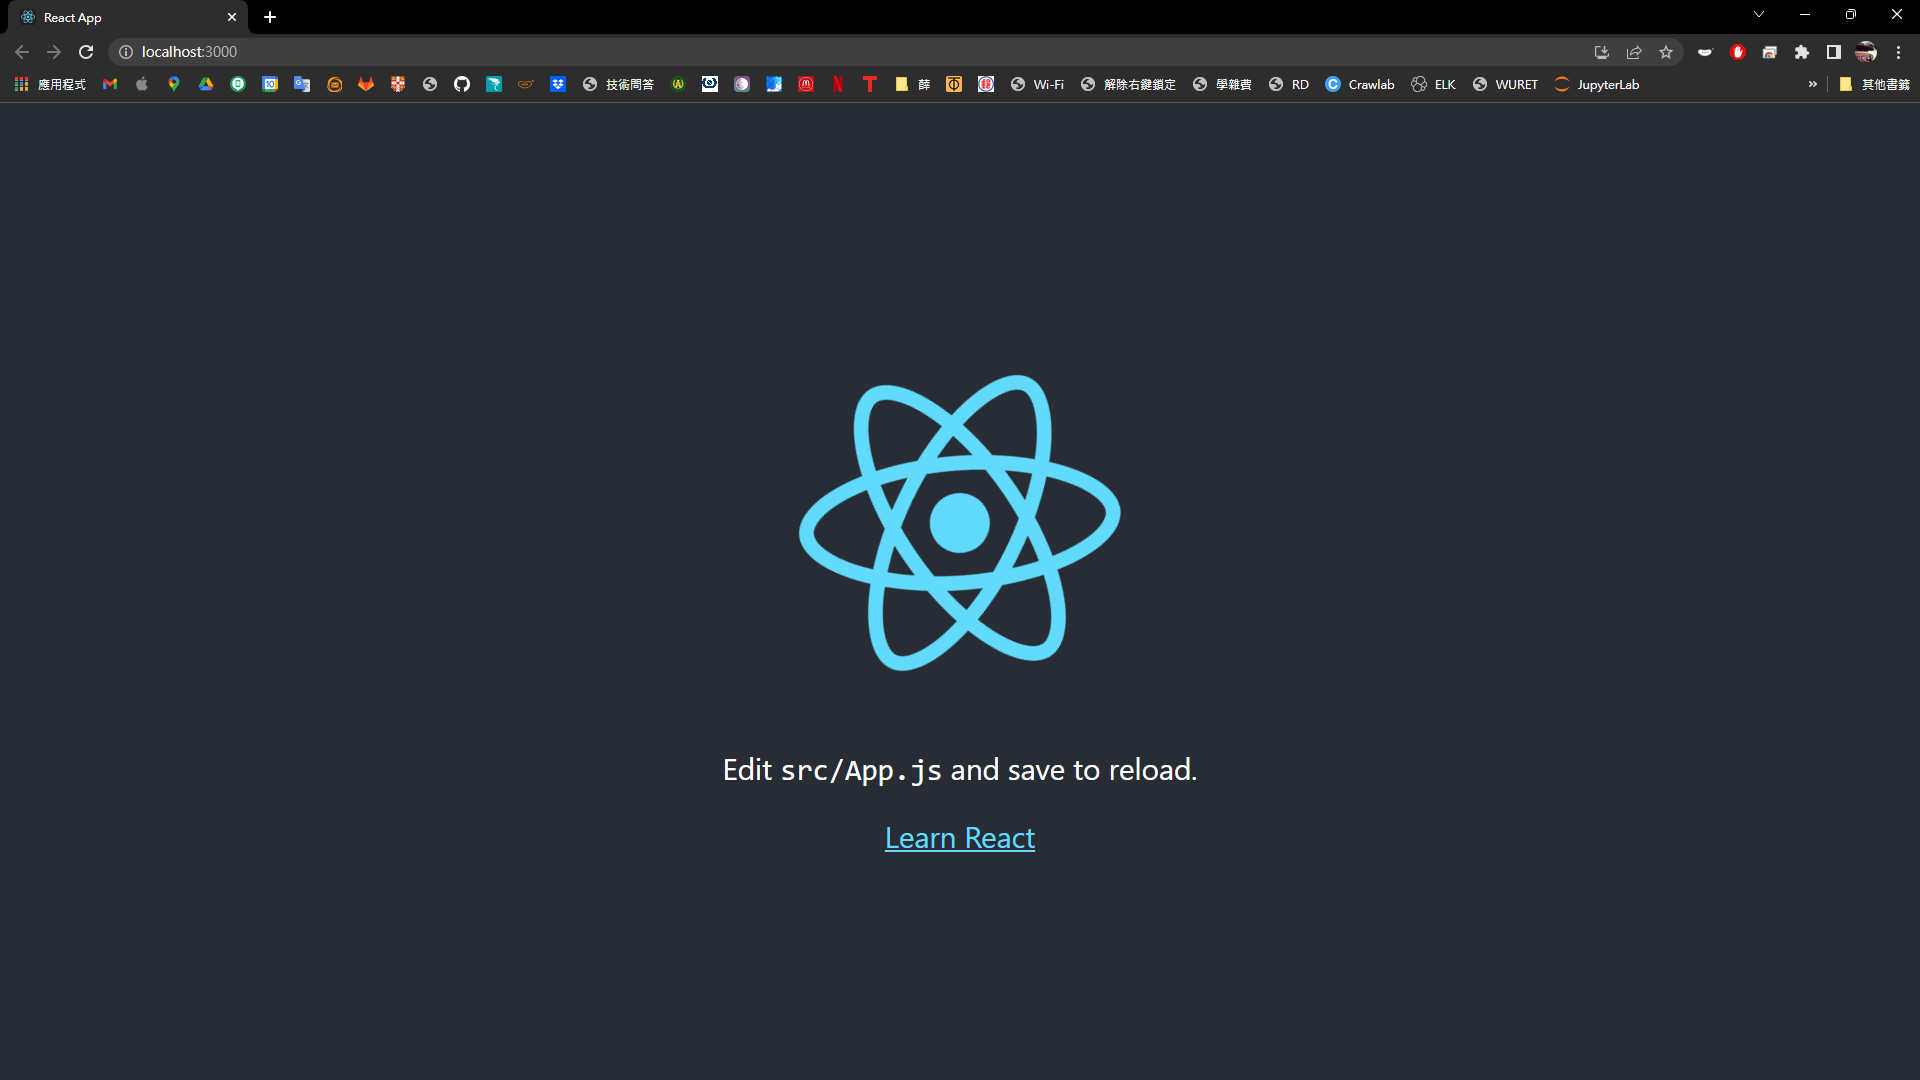 React App
localhost:3000
應用程式 技術問答 薛 Wi-Fi 解除右鍵鎖定 學雜費 RD Crawlab ELK WURET JupyterLab » 其他書籤
Edit src/App.js and save to reload.
Learn React